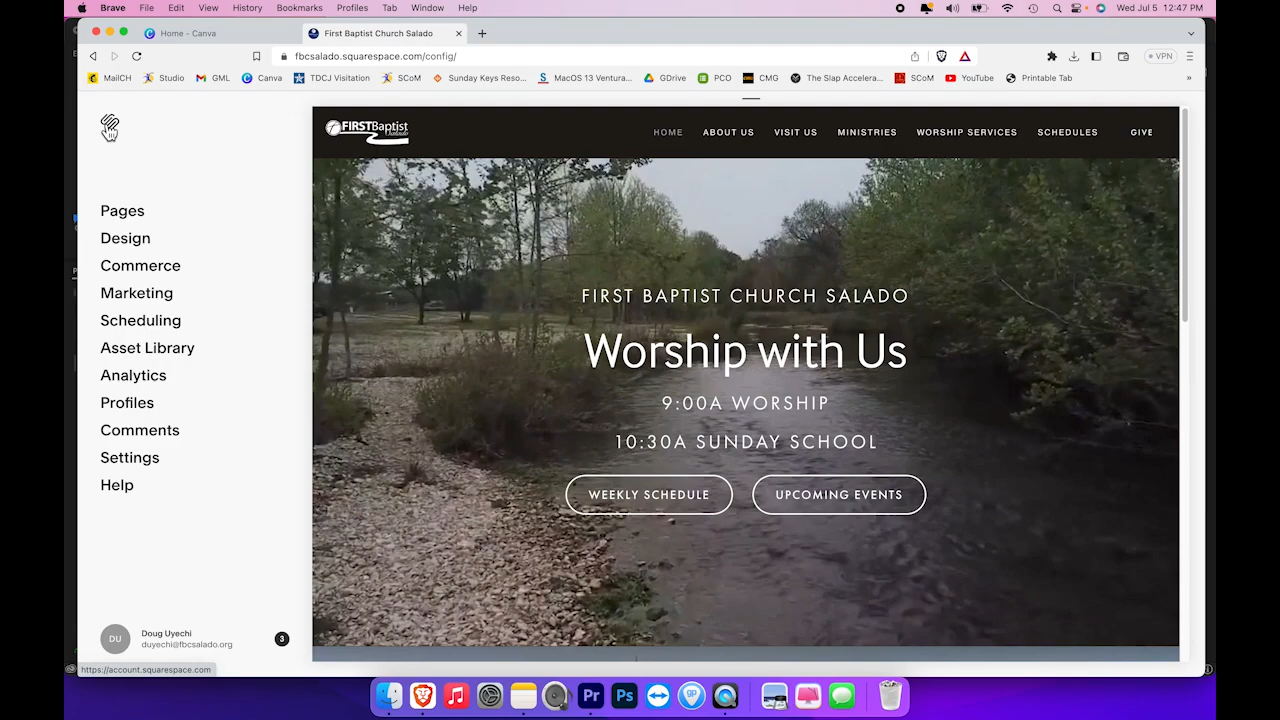 Brave File Edit View History Bookmarks Profiles Tab Window Help Wed Jul 5 12:47 PM
Home - Canva First Baptist Church Salado
fbcsalado.squarespace.com/config/ VPN
MailCH Studio GML Canva TDCJ Visitation SCoM Sunday Keys Reso... MacOS 13 Ventura... GDrive PCO CMG The Slap Accelera... SCoM YouTube Printable Tab »
FIRSTBaptist
Salado
HOME ABOUT US VISIT US MINISTRIES WORSHIP SERVICES SCHEDULES GIVE
Pages
Design
Commerce
Marketing
Scheduling
Asset Library
Analytics
Profiles
Comments
Settings
Help
FIRST BAPTIST CHURCH SALADO
Worship with Us
9:00A WORSHIP
10:30A SUNDAY SCHOOL
WEEKLY SCHEDULE UPCOMING EVENTS
DU Doug Uyechi
duyechi@fbcsalado.org
3
https://account.squarespace.com
Pr Ps gp